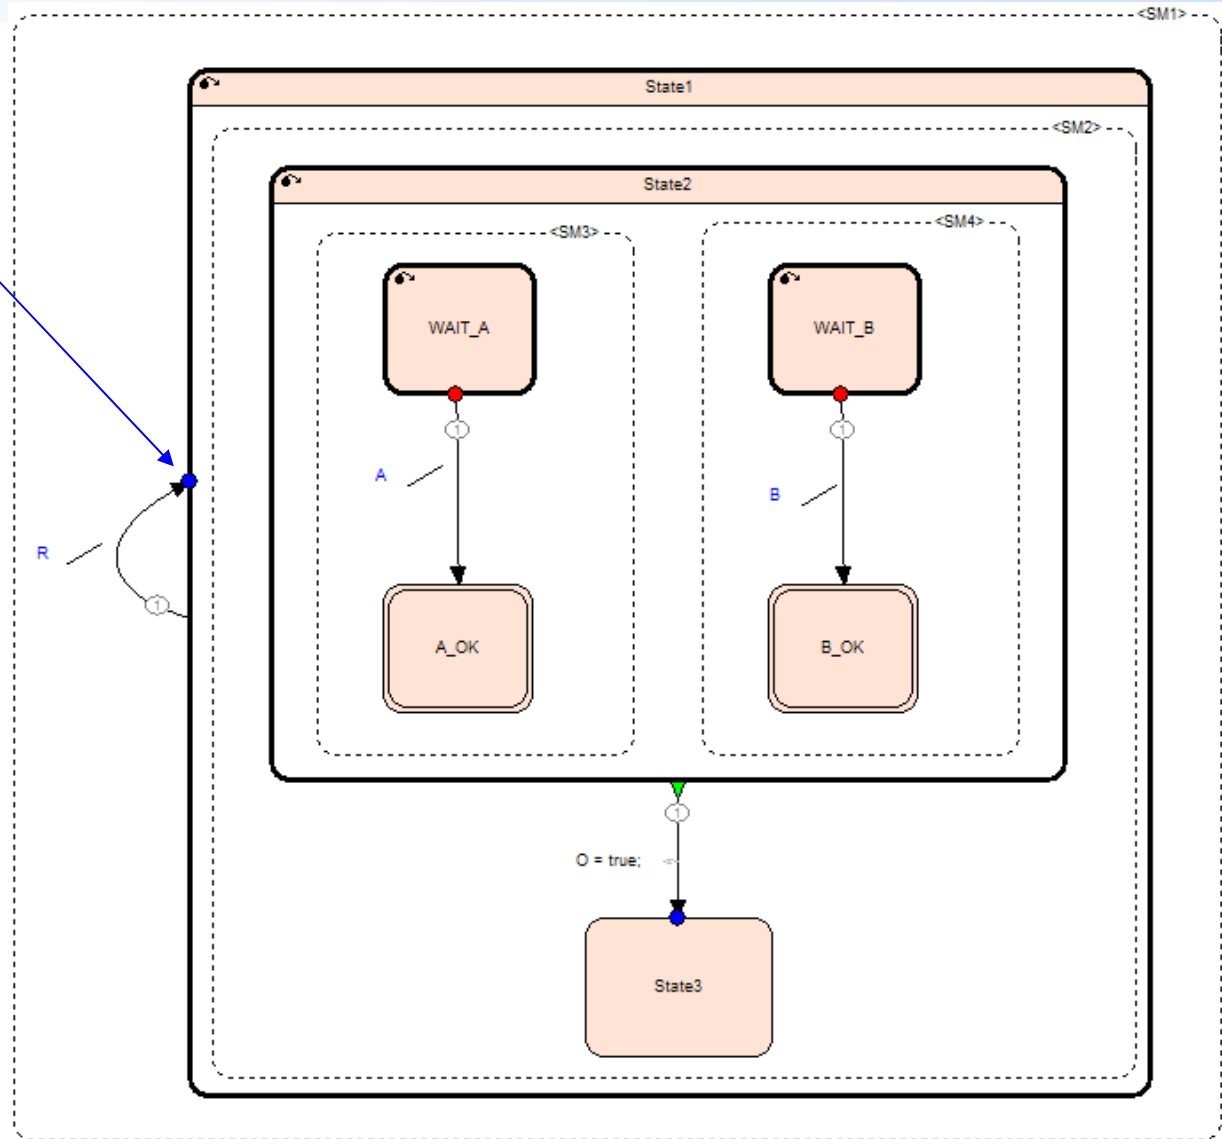 <SM1>
State1
<SM2>
State2
<SM3>
<SM4>
WAIT_A
WAIT_B
1
1
A
B
R
1
A_OK
B_OK
1
O = true;
State3